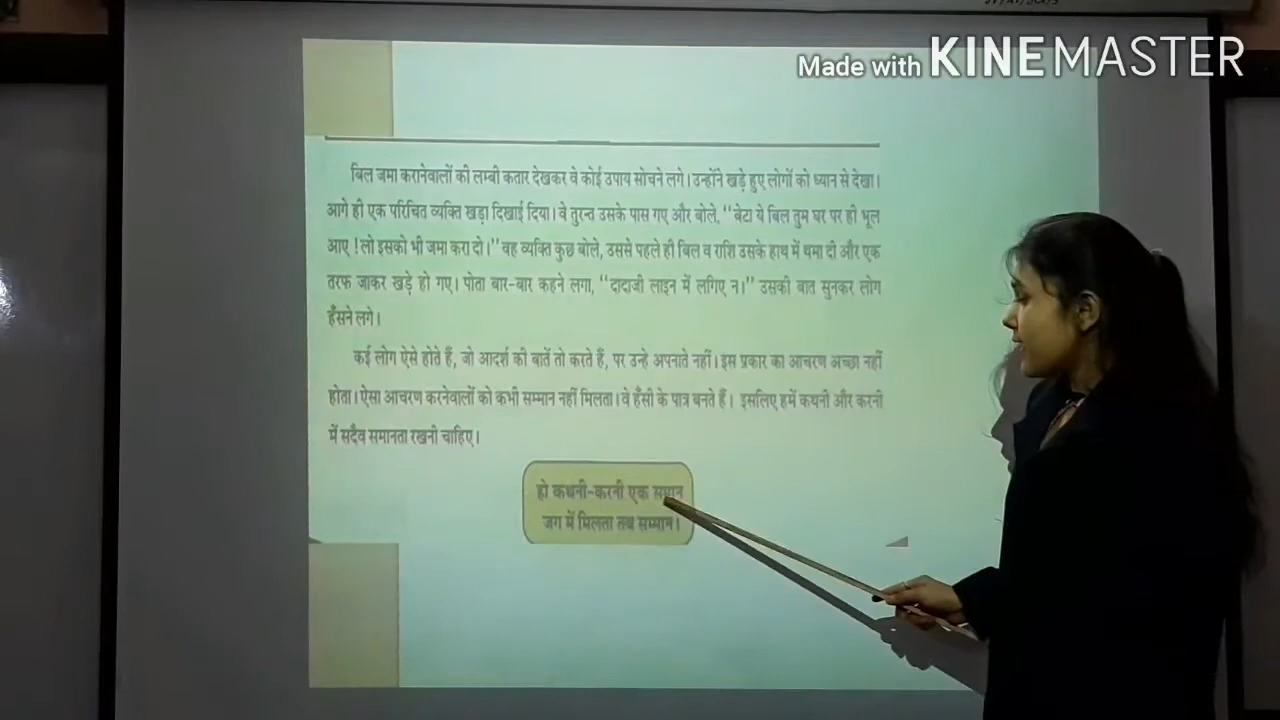 Made with KINEMASTER
बिल जमा करानेवालों की लम्बी कतार देखकर वे कोई उपाय सोचने लगे। उन्होंने खड़े हुए लोगों को ध्यान से देखा।
आगे ही एक परिचित व्यक्ति खड़ा दिखाई दिया। वे तुरन्त उसके पास गए और बोले, "बेटा ये बिल तुम घर पर ही भूल
आए ! लो इसको भी जमा करा दो।" वह व्यक्ति कुछ बोले, उससे पहले ही बिल व राशि उसके हाथ में थमा दी और एक
तरफ जाकर खड़े हो गए। पोता बार-बार कहने लगा, "दादाजी लाइन में लगिए न।" उसकी बात सुनकर लोग
हँसने लगे।
कई लोग ऐसे होते हैं, जो आदर्श की बातें तो करते हैं, पर उन्हे अपनाते नहीं। इस प्रकार का आचरण अच्छा नहीं
होता। ऐसा आचरण करनेवालों को कभी सम्मान नहीं मिलता। वे हँसी के पात्र बनते हैं। इसलिए हमें कथनी और करनी
में सदैव समानता रखनी चाहिए।
हो कथनी-करनी एक समान
जग में मिलता तब सम्मान।